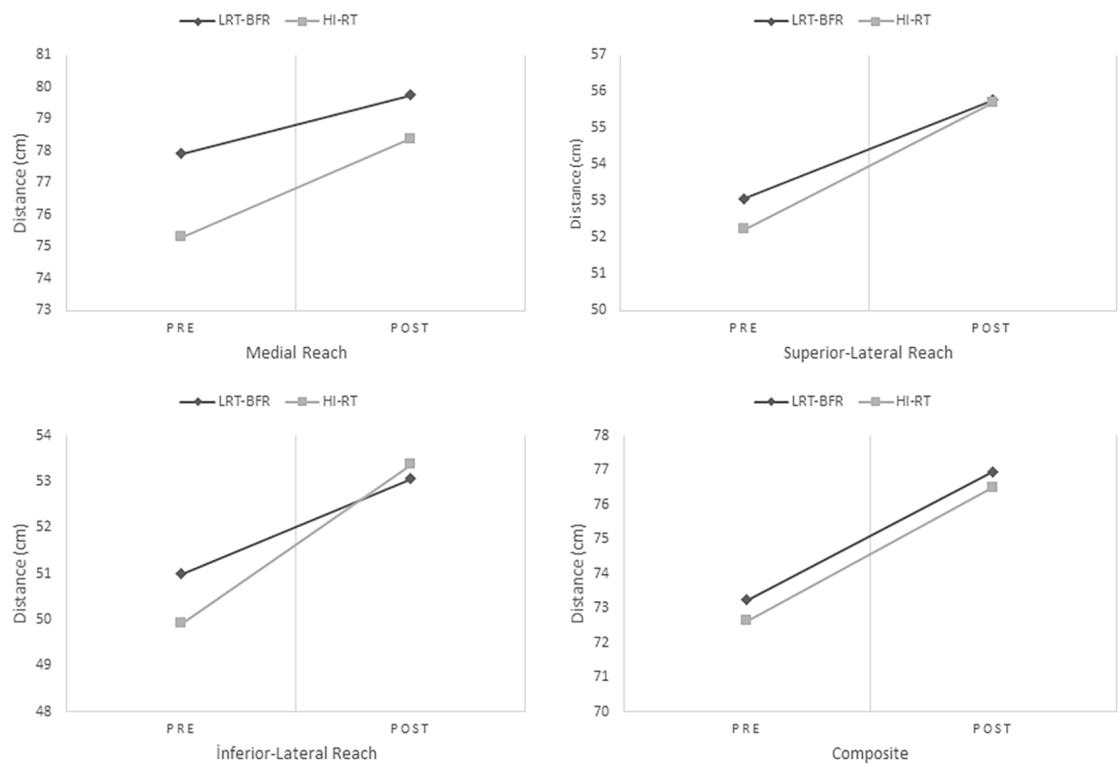 LRT-BFR HI-RT
81
80
79
78
77
76
75
74
73
Distance (cm)
PRE POST
Medial Reach
LRT-BFR HI-RT
57
56
55
54
53
52
51
50
Distance (cm)
PRE POST
Superior-Lateral Reach
LRT-BFR HI-RT
54
53
52
51
50
49
48
Distance (cm)
PRE POST
İnferior-Lateral Reach
LRT-BFR HI-RT
78
77
76
75
74
73
72
71
70
Distance (cm)
PRE POST
Composite